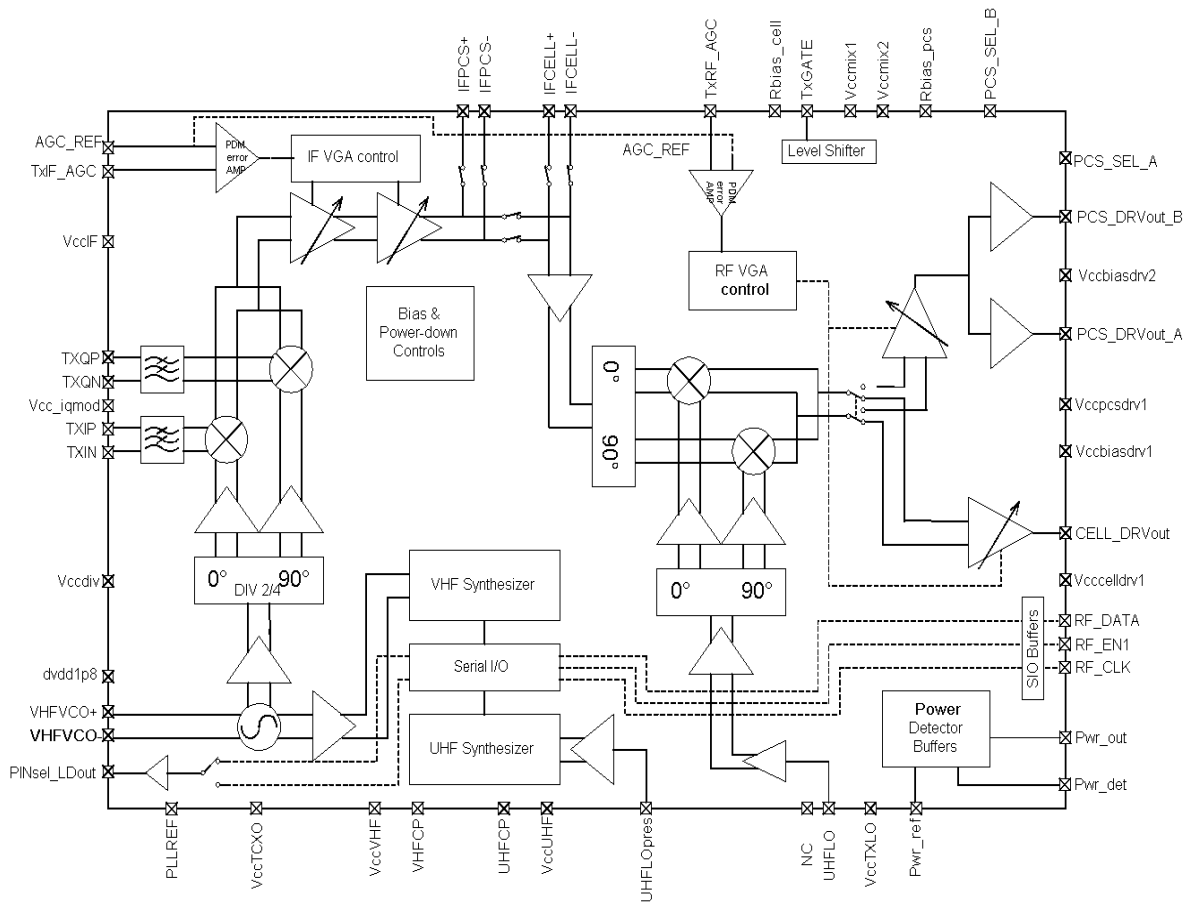 IFPCS+
IFPCS-
IFCELL+
IFCELL-
TxRF_AGC
Rbias_cell
TxGATE
Vccmix1
Vccmix2
Rbias_pcs
PCS_SEL_B
AGC_REF
TxIF_AGC
PDM
error
AMP
IF VGA control
AGC_REF
PDM
error
AMP
Level Shifter
PCS_SEL_A
PCS_DRVout_B
VccIF
RF VGA
control
Vccbiasdrv2
Bias &
Power-down
Controls
PCS_DRVout_A
TXQP
TXQN
Vcc_iqmod
TXIP
TXIN
0°
90°
Vccpcsdrv1
Vccbiasdrv1
CELL_DRVout
Vccdiv
0°
90°
DIV 2/4
VHF Synthesizer
0°
90°
Vcccelldrv1
Serial I/O
SIO Buffers
RF_DATA
RF_EN1
RF_CLK
dvdd1p8
VHFVCO+
VHFVCO-
UHF Synthesizer
Power
Detector
Buffers
Pwr_out
PINsel_LDout
Pwr_det
PLLREF
VccTCXO
VccVHF
VHFCP
UHFCP
VccUHF
UHFLOpres
NC
UHFLO
VccTXLO
Pwr_ref